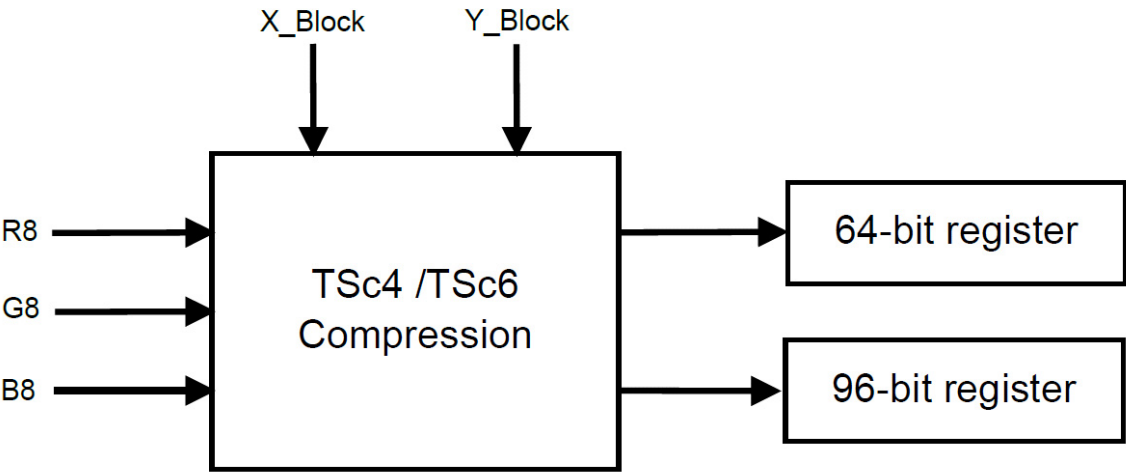 X_Block
Y_Block
R8
G8
B8
TSc4 /TSc6
Compression
64-bit register
96-bit register